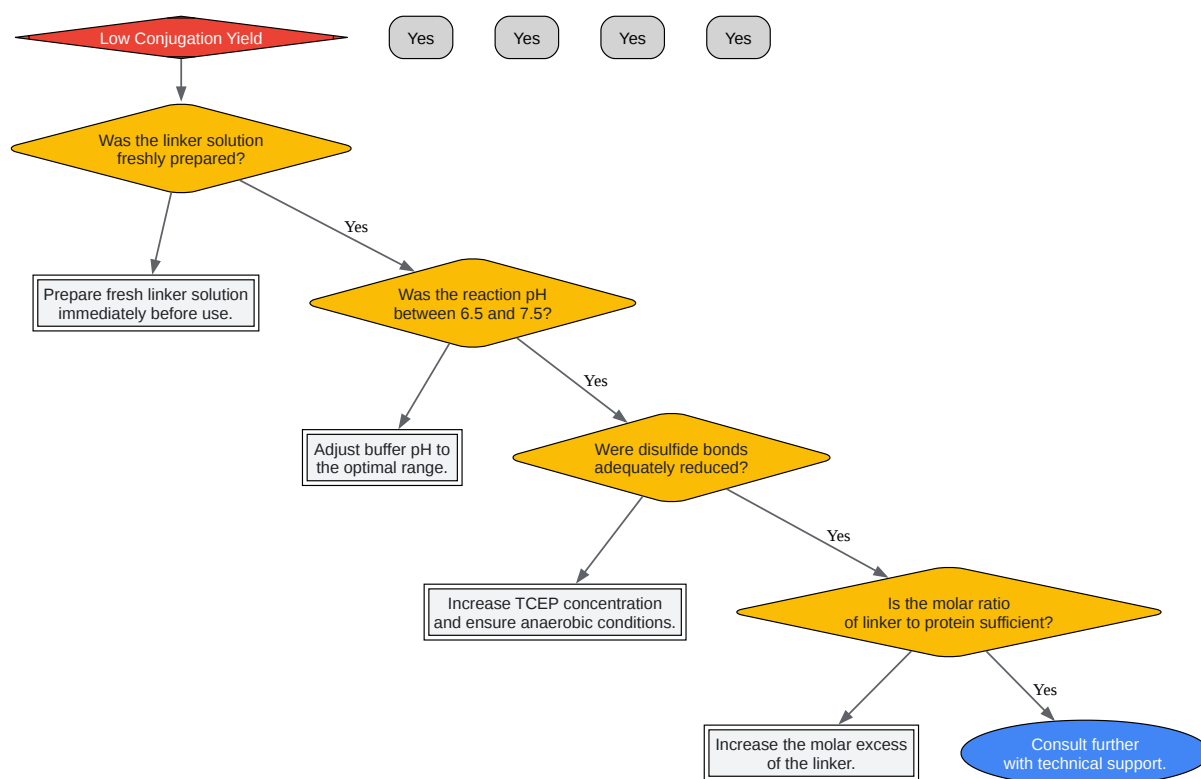 Low Conjugation Yield
Yes
Yes
Yes
Yes
Was the linker solution
freshly prepared?
Yes
Prepare fresh linker solution
immediately before use.
Was the reaction pH
between 6.5 and 7.5?
Yes
Adjust buffer pH to
the optimal range.
Were disulfide bonds
adequately reduced?
Yes
Increase TCEP concentration
and ensure anaerobic conditions.
Is the molar ratio
of linker to protein sufficient?
Yes
Increase the molar excess
of the linker.
Consult further
with technical support.